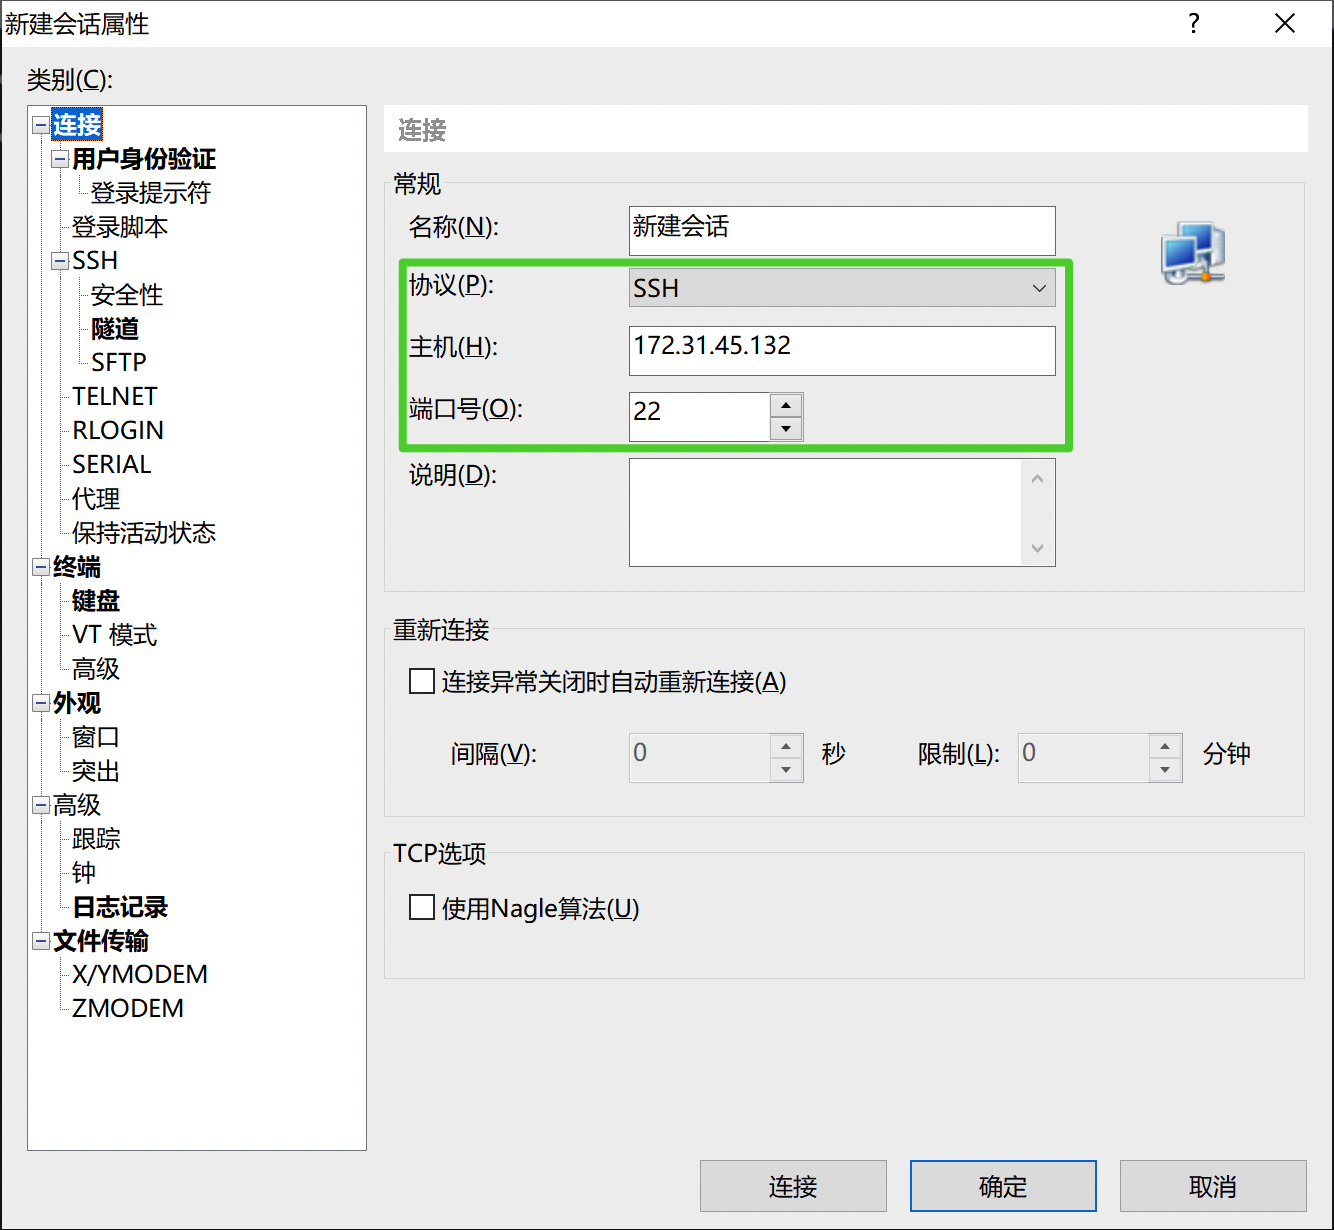 新建会话属性
?
类别(C):
连接
用户身份验证
登录提示符
登录脚本
SSH
安全性
隧道
SFTP
TELNET
RLOGIN
SERIAL
代理
保持活动状态
终端
键盘
VT 模式
高级
外观
窗口
突出
高级
跟踪
钟
日志记录
文件传输
X/YMODEM
ZMODEM
连接
常规
名称(N): 新建会话
协议(P): SSH
主机(H): 172.31.45.132
端口号(O): 22
说明(D):
重新连接
连接异常关闭时自动重新连接(A)
间隔(V): 0 秒 限制(L): 0 分钟
TCP选项
使用Nagle算法(U)
连接 确定 取消